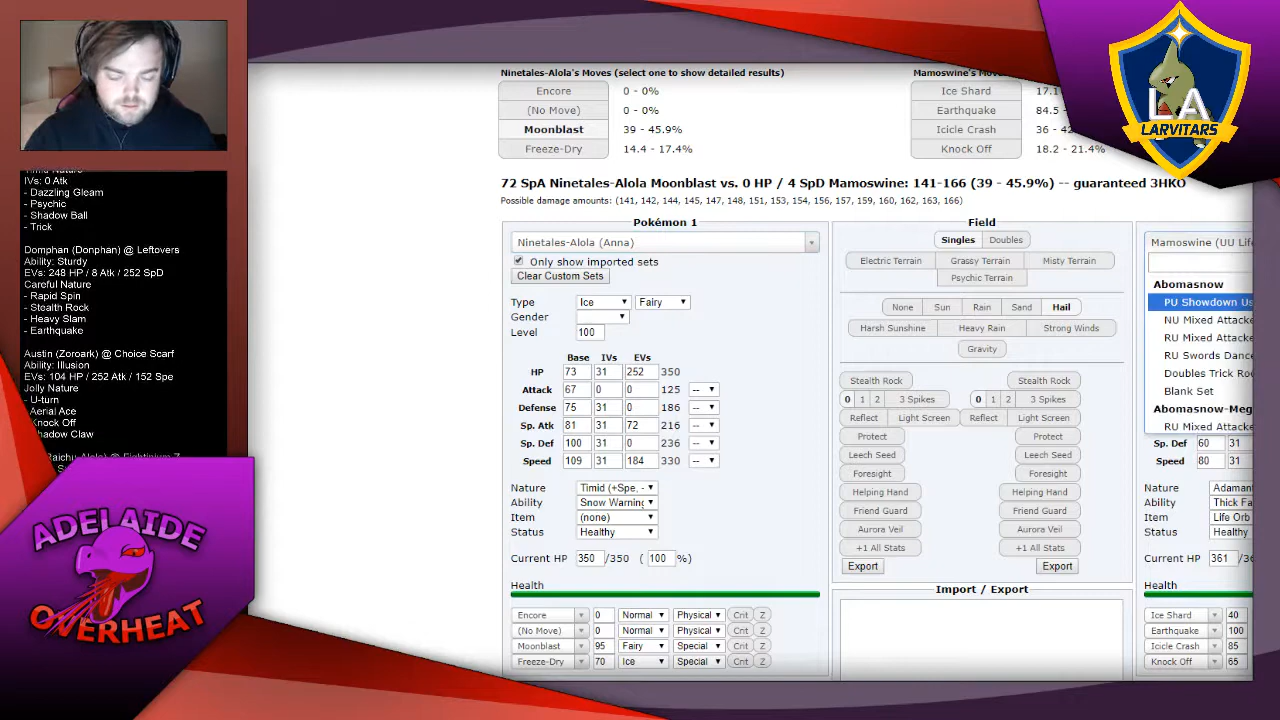 IVs: 0 Atk
- Dazzling Gleam
- Psychic
- Shadow Ball
- Trick
Domphan (Donphan) @ Leftovers
Ability: Sturdy
EVs: 248 HP / 8 Atk / 252 SpD
Careful Nature
- Rapid Spin
- Stealth Rock
- Heavy Slam
- Earthquake
Austin (Zoroark) @ Choice Scarf
Ability: Illusion
EVs: 104 HP / 252 Atk / 152 Spe
Jolly Nature
- U-turn
- Aerial Ace
Knock Off
Shadow Claw
ADELAIDE
OVERHEAT
LA
LARVITARS
Ninetales-Alola's Moves (select one to show detailed results)
Encore 0 - 0%
(No Move) 0 - 0%
Moonblast 39 - 45.9%
Freeze-Dry 14.4 - 17.4%
Mamoswine's Move
Ice Shard 17.1
Earthquake 84.5 -
Icicle Crash 36 - 42
Knock Off 18.2 - 21.4%
72 SpA Ninetales-Alola Moonblast vs. 0 HP / 4 SpD Mamoswine: 141-166 (39 - 45.9%) -- guaranteed 3HKO
Possible damage amounts: (141, 142, 144, 145, 147, 148, 151, 153, 154, 156, 157, 159, 160, 162, 163, 166)
Pokémon 1
Ninetales-Alola (Anna)
Only show imported sets
Clear Custom Sets
Type Ice Fairy
Gender
Level 100
Base IVs EVs
HP 73 31 252 350
Attack 67 0 0 125 --
Defense 75 31 0 186 --
Sp. Atk 81 31 72 216 --
Sp. Def 100 31 0 236 --
Speed 109 31 184 330 --
Nature Timid (+Spe, -
Ability Snow Warning
Item (none)
Status Healthy
Current HP 350 /350 ( 100 %)
Health
Encore 0 Normal Physical Crit Z
(No Move) 0 Normal Physical Crit Z
Moonblast 95 Fairy Special Crit Z
Freeze-Dry 70 Ice Special Crit Z
Field
Singles Doubles
Electric Terrain Grassy Terrain Misty Terrain
Psychic Terrain
None Sun Rain Sand Hail
Harsh Sunshine Heavy Rain Strong Winds
Gravity
Stealth Rock Stealth Rock
0 1 2 3 Spikes 0 1 2 3 Spikes
Reflect Light Screen Reflect Light Screen
Protect Protect
Leech Seed Leech Seed
Foresight Foresight
Helping Hand Helping Hand
Friend Guard Friend Guard
Aurora Veil Aurora Veil
+1 All Stats +1 All Stats
Export Export
Import / Export
Mamoswine (UU Life
Abomasnow
PU Showdown Us
NU Mixed Attacke
RU Mixed Attacke
RU Swords Danc
Doubles Trick Ro
Blank Set
Abomasnow-Meg
RU Mixed Attacke
Sp. Def 60 31
Speed 80 31
Nature Adamant
Ability Thick Fa
Item Life Orb
Status Healthy
Current HP 361 /36
Health
Ice Shard 40
Earthquake 100
Icicle Crash 85
Knock Off 65